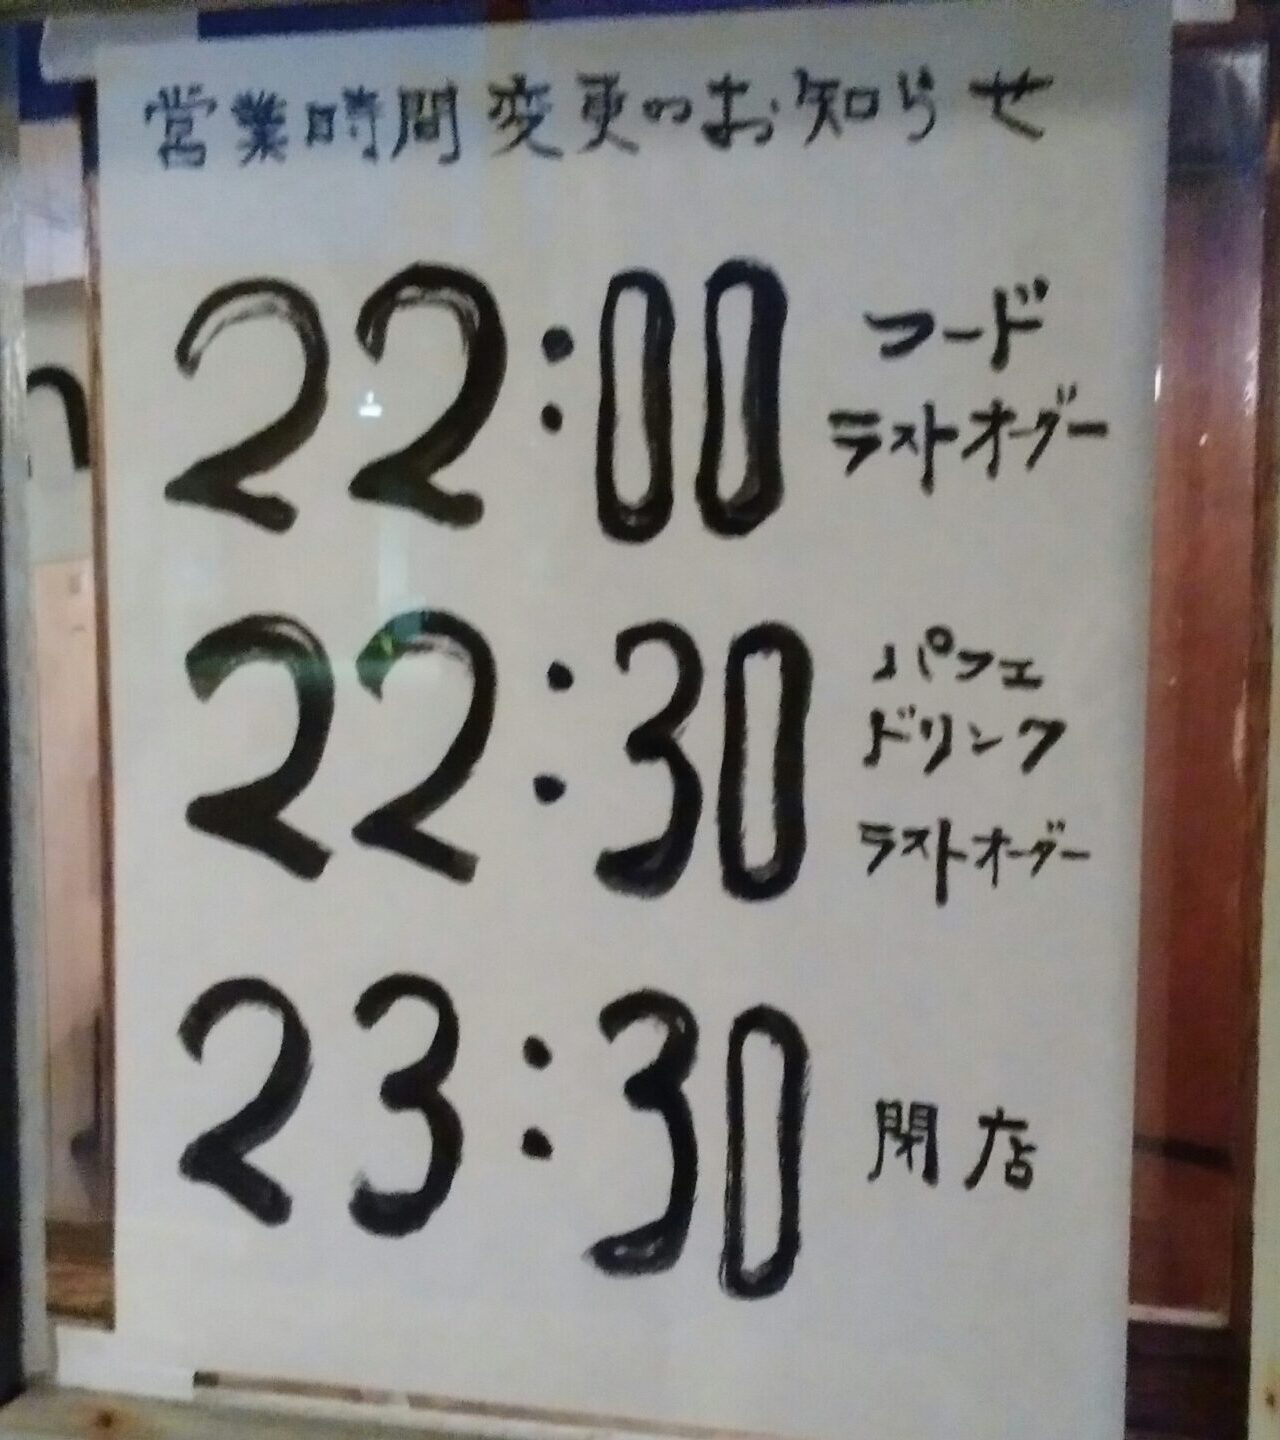 営業時間変更のお知らせ
22:00
フード
ラストオーダー
22:30
パフェ
ドリンク
ラストオーダー
23:30 閉店